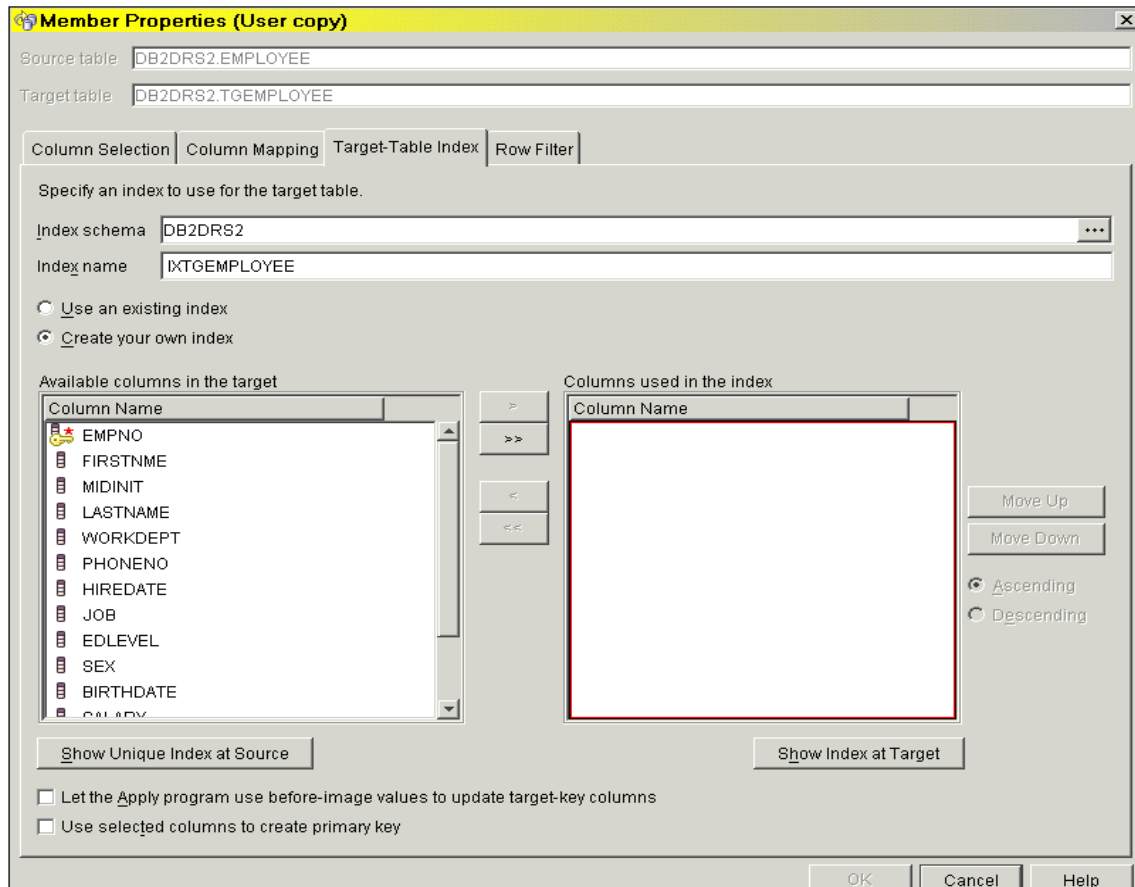 Member Properties (User copy)
Source table DB2DRS2.EMPLOYEE
Target table DB2DRS2.TGEMPLOYEE
Column Selection Column Mapping Target-Table Index Row Filter
Specify an index to use for the target table.
Index schema DB2DRS2 ...
Index name IXTGEMPLOYEE
Use an existing index
Create your own index
Available columns in the target
Column Name
EMPNO
FIRSTNME
MIDINIT
LASTNAME
WORKDEPT
PHONENO
HIREDATE
JOB
EDLEVEL
SEX
BIRTHDATE
SALARY
>
>>
<
<<
Columns used in the index
Column Name
Move Up
Move Down
Ascending
Descending
Show Unique Index at Source
Show Index at Target
Let the Apply program use before-image values to update target-key columns
Use selected columns to create primary key
OK Cancel Help